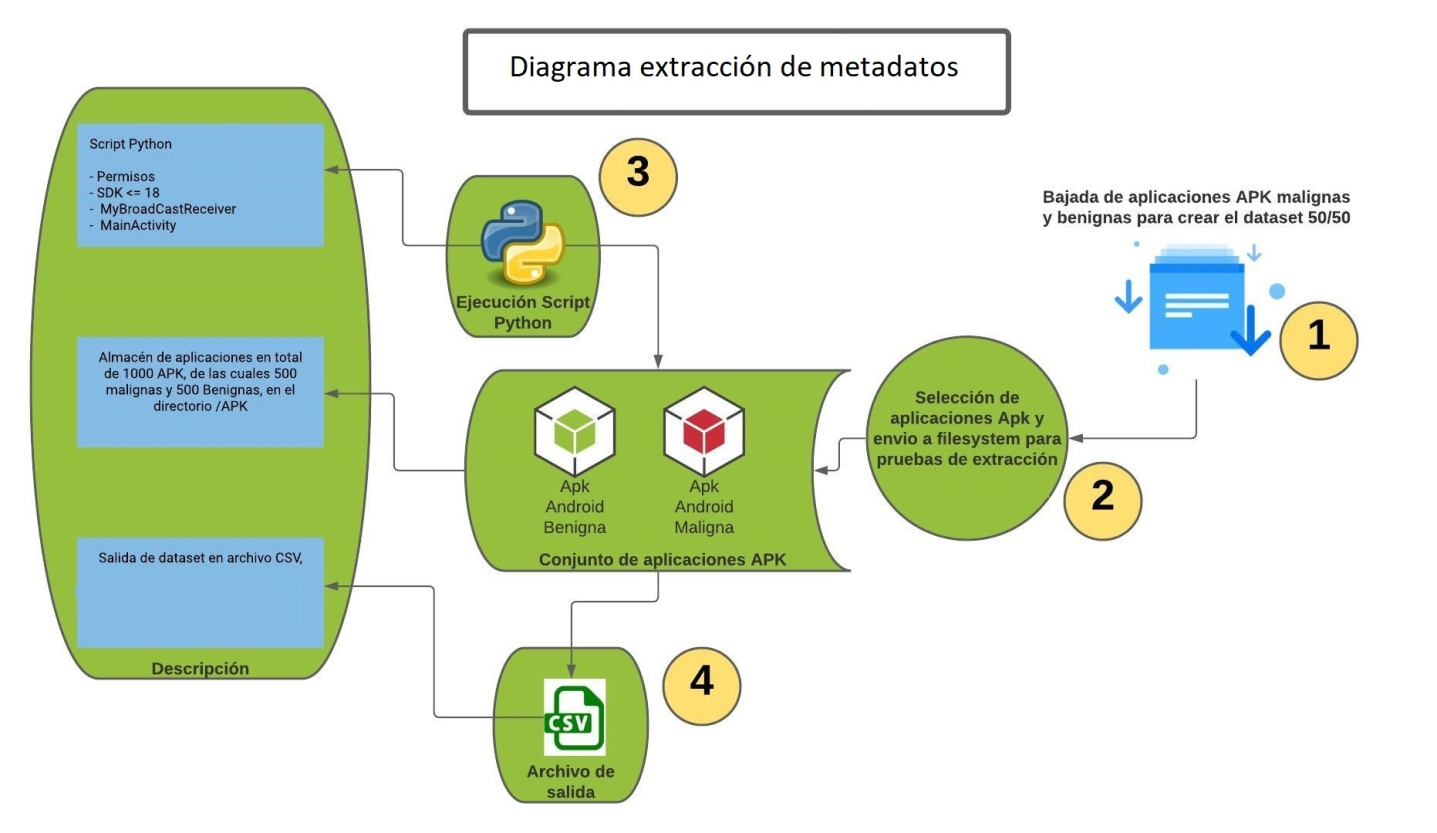 Diagrama extracción de metadatos
Script Python
- Permisos
- SDK <= 18
- MyBroadCastReceiver
- MainActivity
3
Ejecución Script
Python
Bajada de aplicaciones APK malignas
y benignas para crear el dataset 50/50
1
Almacén de aplicaciones en total
de 1000 APK, de las cuales 500
malignas y 500 Benignas, en el
directorio /APK
Apk
Android
Benigna
Apk
Android
Maligna
Conjunto de aplicaciones APK
Selección de
aplicaciones Apk y
envio a filesystem para
pruebas de extracción
2
Salida de dataset en archivo CSV,
Descripción
4
CSV
Archivo de
salida